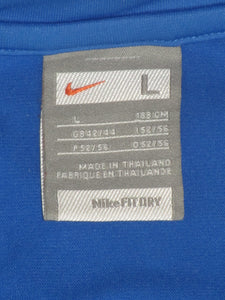 L
L 183 CM
GB 42/44 I 52/56
F 52/56 D 52/56
MADE IN THAILAND
FABRIQUE EN THAILANDE
Nike FIT DRY